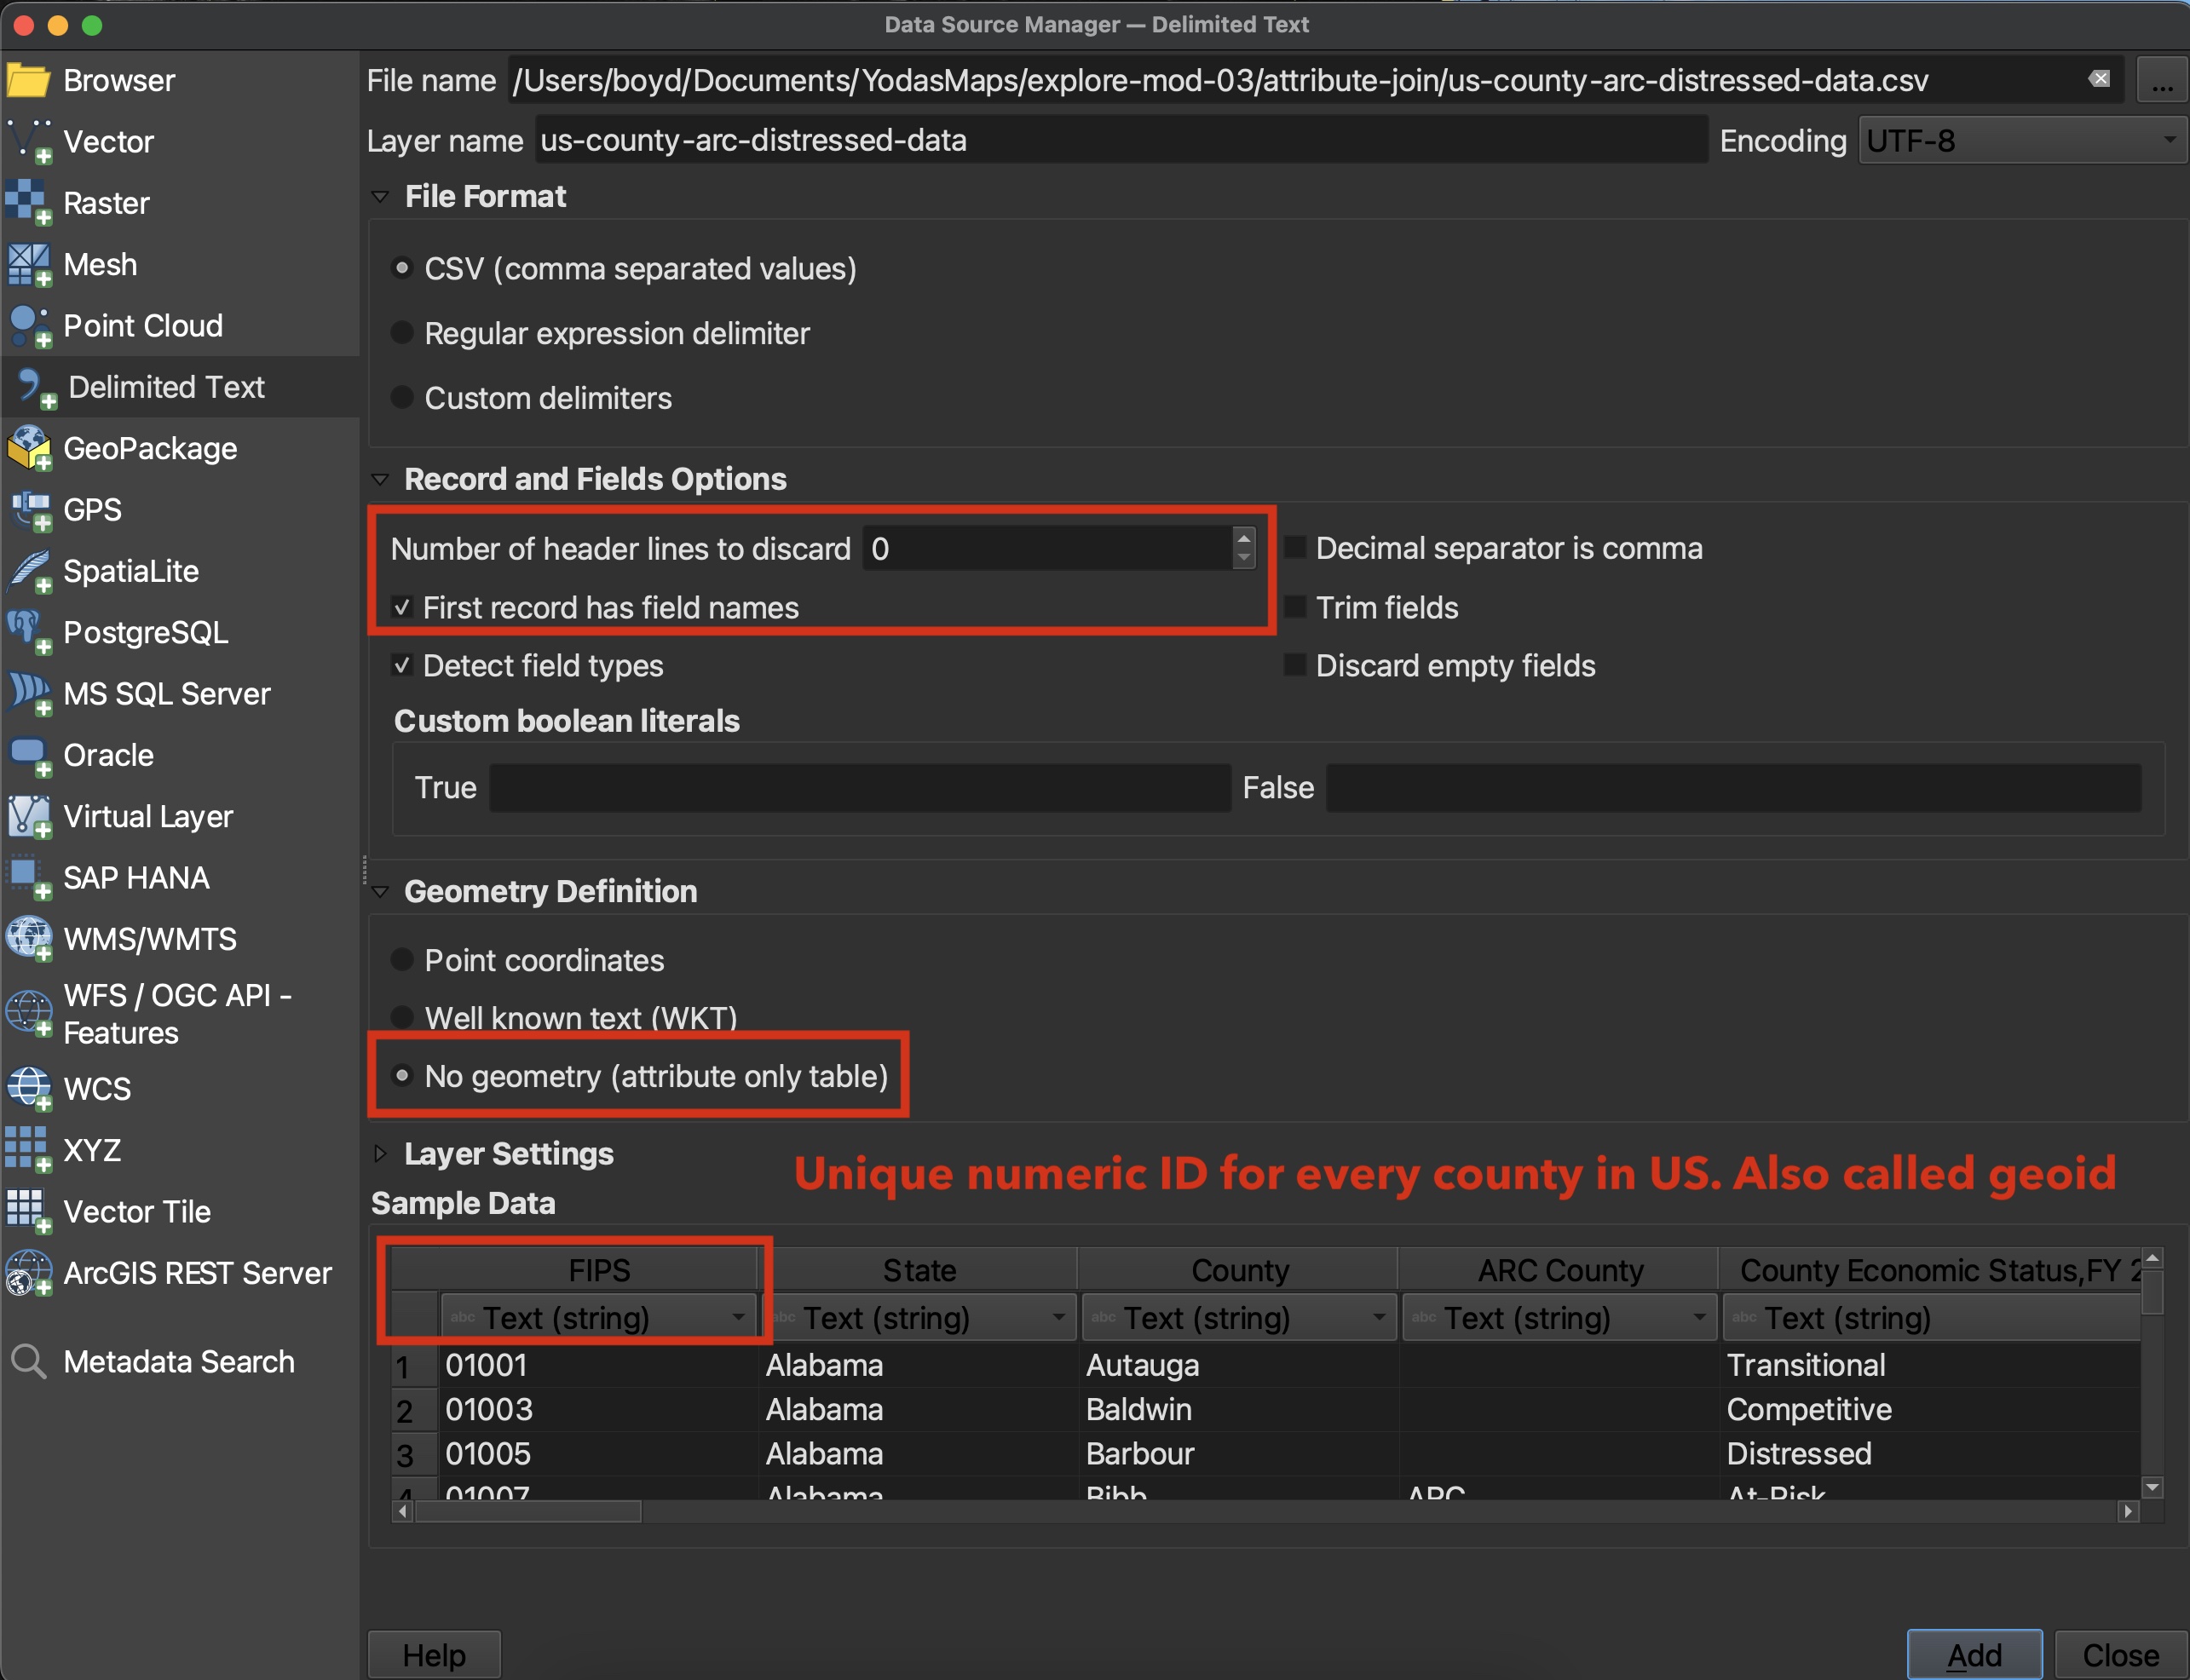 Data Source Manager — Delimited Text
Browser
Vector
Raster
Mesh
Point Cloud
Delimited Text
GeoPackage
GPS
SpatiaLite
PostgreSQL
MS SQL Server
Oracle
Virtual Layer
SAP HANA
WMS/WMTS
WFS / OGC API -
Features
WCS
XYZ
Vector Tile
ArcGIS REST Server
Metadata Search
File name /Users/boyd/Documents/YodasMaps/explore-mod-03/attribute-join/us-county-arc-distressed-data.csv ...
Layer name us-county-arc-distressed-data Encoding UTF-8
File Format
CSV (comma separated values)
Regular expression delimiter
Custom delimiters
Record and Fields Options
Number of header lines to discard 0 Decimal separator is comma
First record has field names Trim fields
Detect field types Discard empty fields
Custom boolean literals
True False
Geometry Definition
Point coordinates
Well known text (WKT)
No geometry (attribute only table)
Layer Settings
Unique numeric ID for every county in US. Also called geoid
Sample Data
FIPS State County ARC County County Economic Status,FY 2
abc Text (string) abc Text (string) abc Text (string) abc Text (string) abc Text (string)
1 01001 Alabama Autauga Transitional
2 01003 Alabama Baldwin Competitive
3 01005 Alabama Barbour Distressed
4 01007 Alabama Bibb ARC At-Risk
Help Add Close